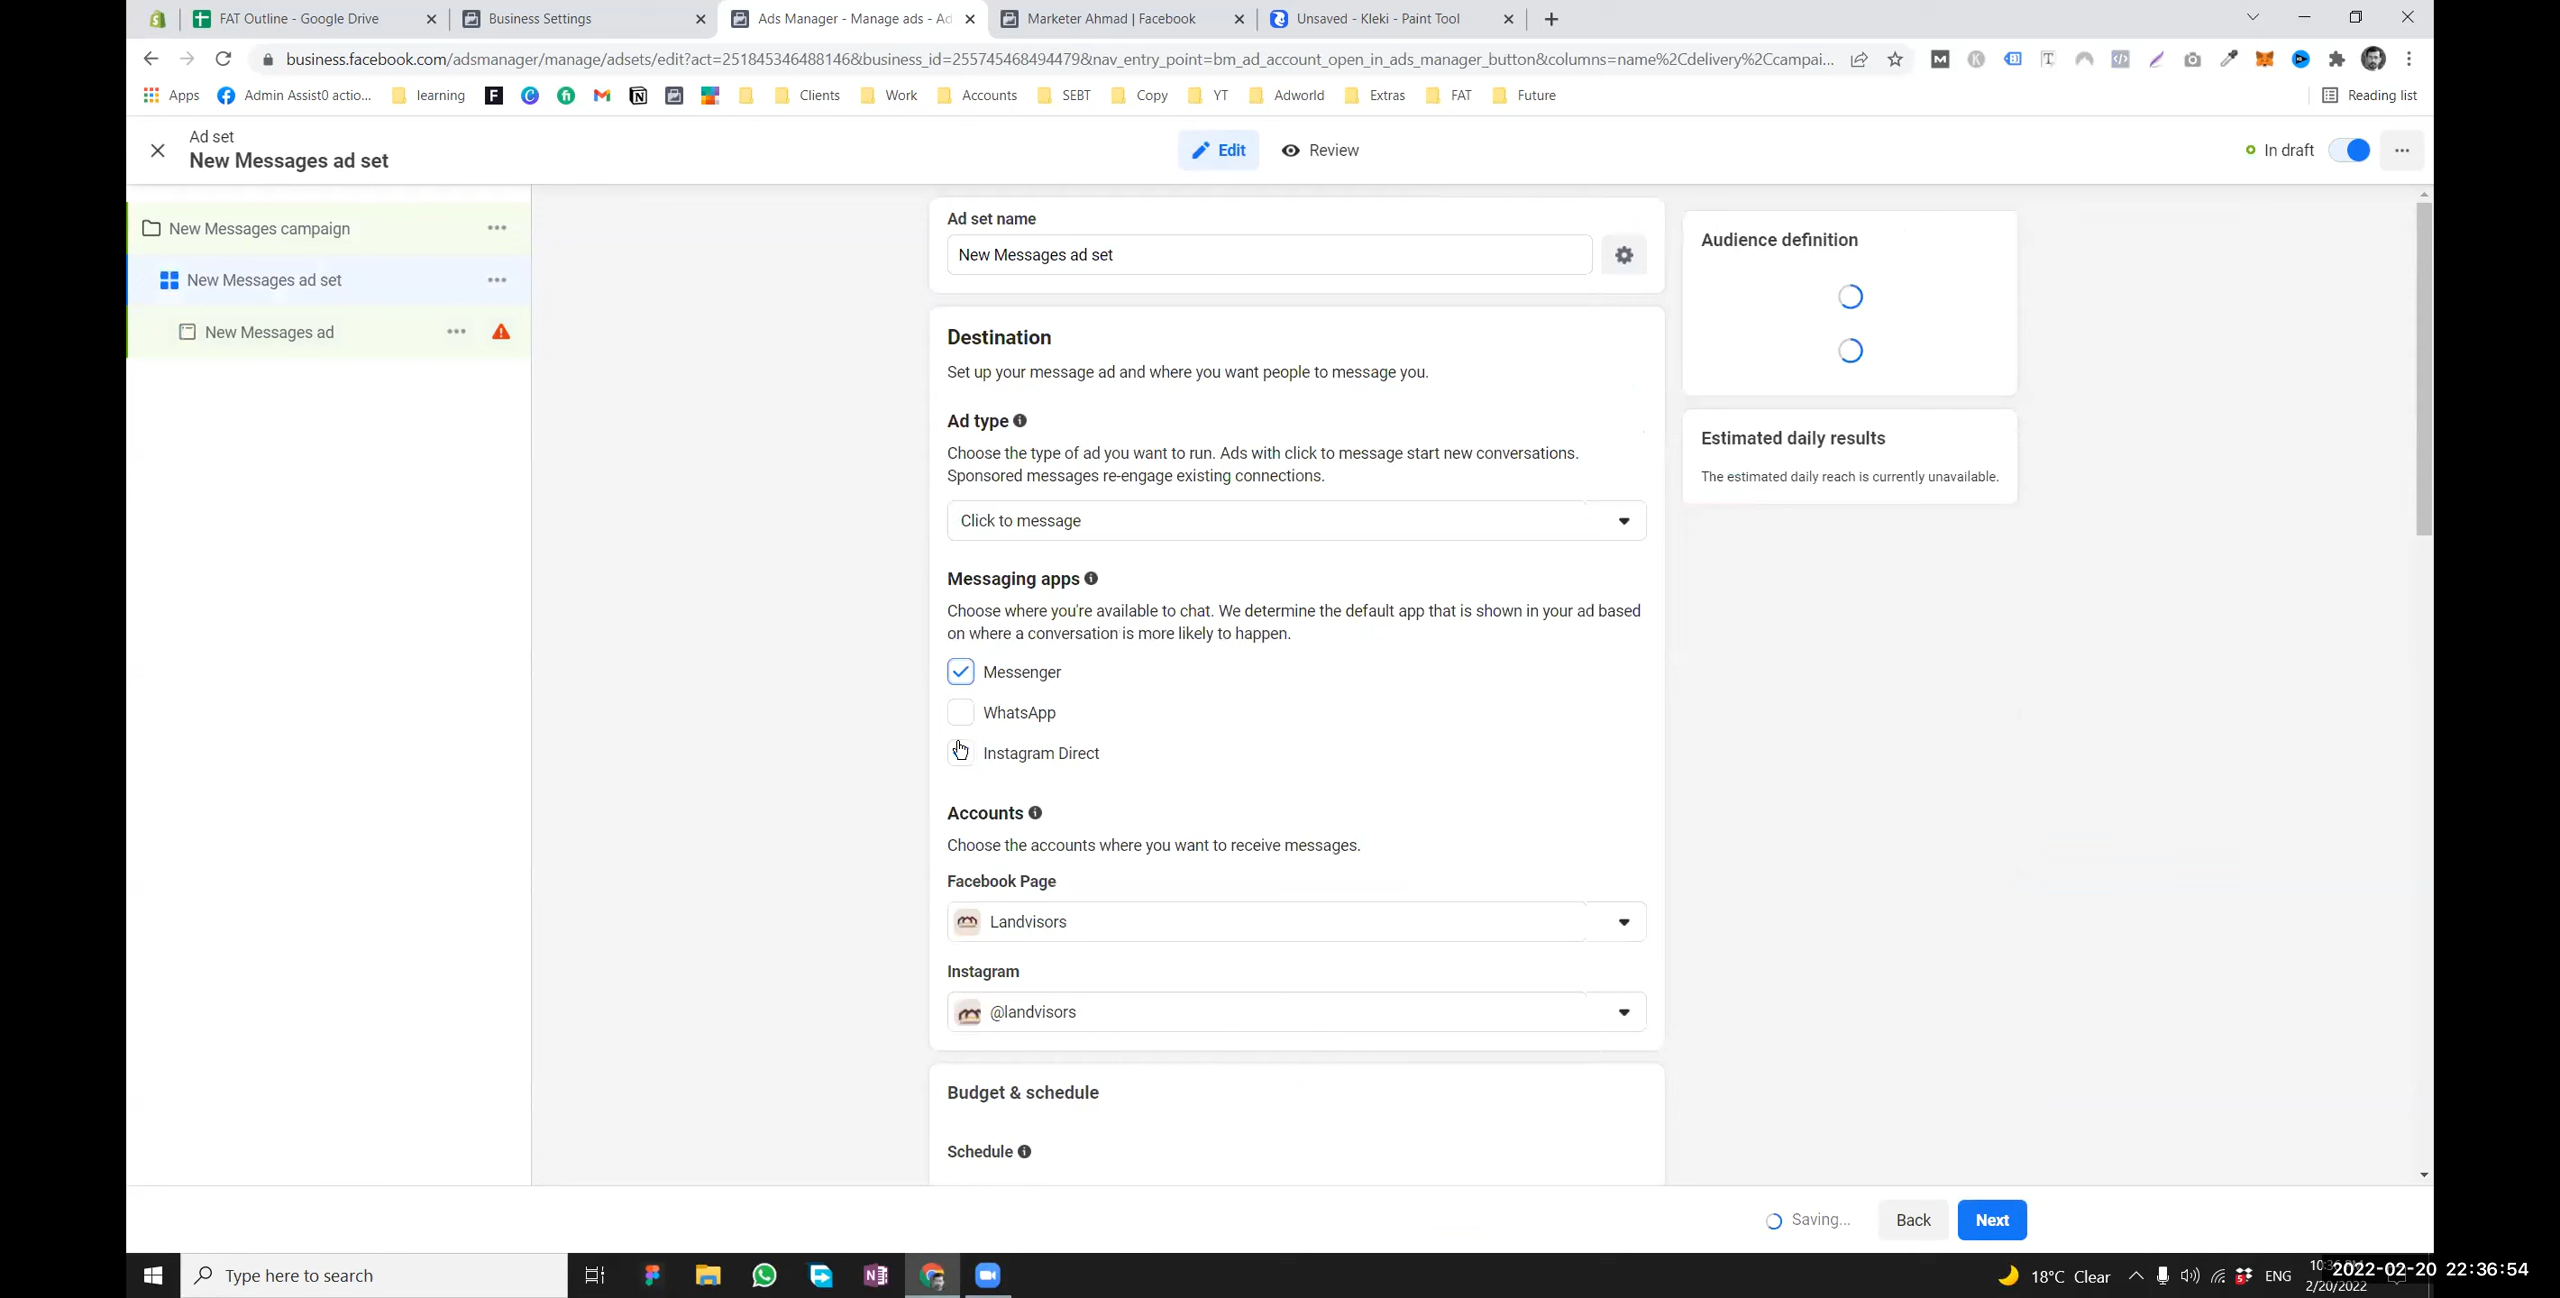 FAT Outline - Google Drive
Business Settings
Ads Manager - Manage ads - Ad
Marketer Ahmad | Facebook
Unsaved - Kleki - Paint Tool
business.facebook.com/adsmanager/manage/adsets/edit?act=251845346488146&business_id=255745468494479&nav_entry_point=bm_ad_account_open_in_ads_manager_button&columns=name%2Cdelivery%2Ccampai...
Apps
Admin Assist0 actio...
learning
Clients
Work
Accounts
SEBT
Copy
YT
Adworld
Extras
FAT
Future
Reading list
Ad set
New Messages ad set
Edit
Review
In draft
New Messages campaign
New Messages ad set
New Messages ad
Ad set name
New Messages ad set
Destination
Set up your message ad and where you want people to message you.
Ad type
Choose the type of ad you want to run. Ads with click to message start new conversations.
Sponsored messages re-engage existing connections.
Click to message
Messaging apps
Choose where you're available to chat. We determine the default app that is shown in your ad based
on where a conversation is more likely to happen.
Messenger
WhatsApp
Instagram Direct
Accounts
Choose the accounts where you want to receive messages.
Facebook Page
Landvisors
Instagram
@landvisors
Budget & schedule
Schedule
Audience definition
Estimated daily results
The estimated daily reach is currently unavailable.
Saving...
Back
Next
Type here to search
18°C Clear
ENG
2/20/2022
2022-02-20 22:36:54